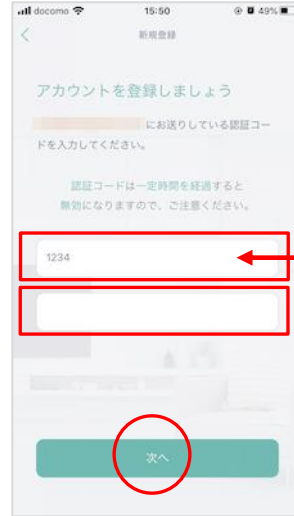 docomo 15:50 49%
新規登録
アカウントを登録しましょう
にお送りしている認証コー
ドを入力してください。
認証コードは一定時間を経過すると
無効になりますので、ご注意ください。
1234
次へ